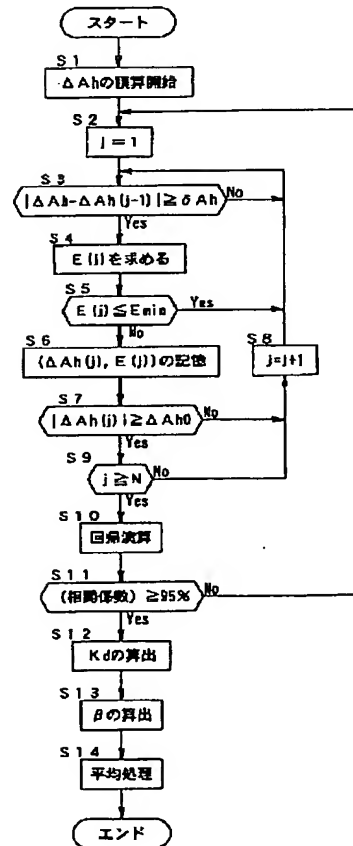 スタート
S1
ΔAhの積算開始
S2
j=1
S3
|ΔAh-ΔAh(j-1)|≧δAh
No
Yes
S4
E(j)を求める
S5
E(j)≦Emin
Yes
No
S6
(ΔAh(j), E(j))の記憶
S8
j=j+1
S7
|ΔAh(j)|≧ΔAh0
No
Yes
S9
j≧N
No
Yes
S10
回帰演算
S11
(相関係数)≧95%
No
Yes
S12
Kdの算出
S13
βの算出
S14
平均処理
エンド